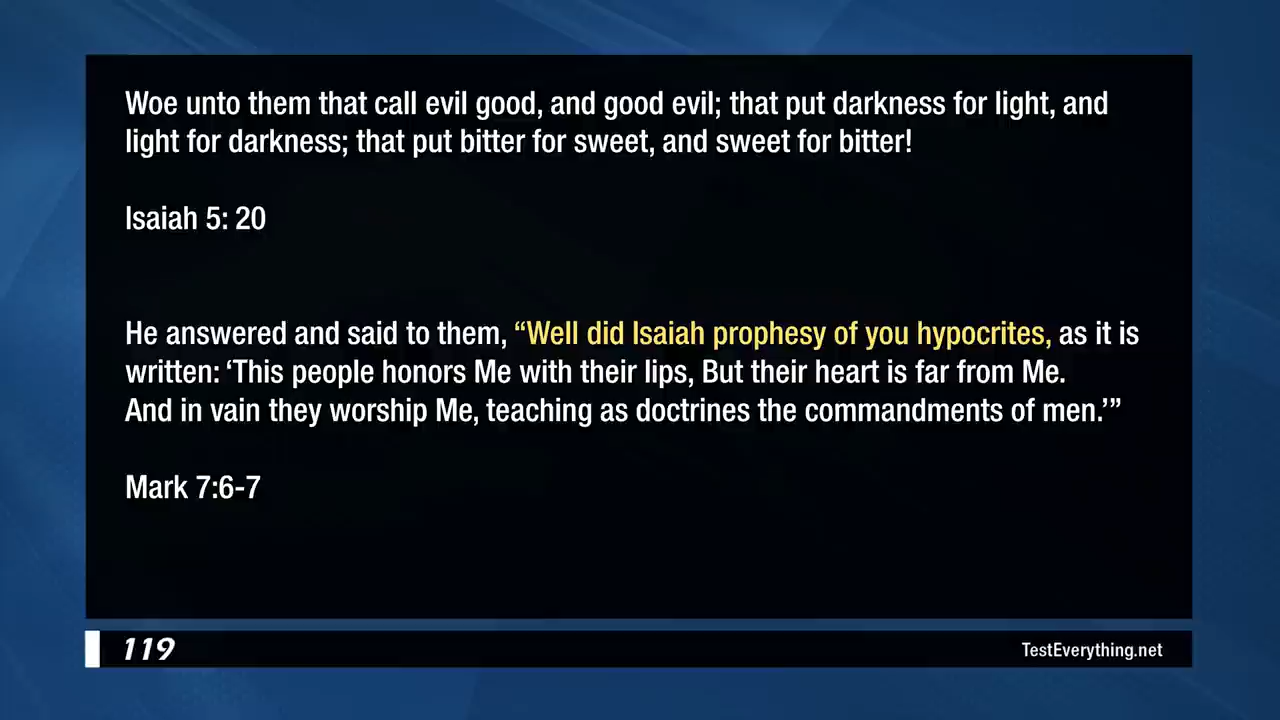 Woe unto them that call evil good, and good evil; that put darkness for light, and
light for darkness; that put bitter for sweet, and sweet for bitter!
Isaiah 5: 20
He answered and said to them, “Well did Isaiah prophesy of you hypocrites, as it is
written: ‘This people honors Me with their lips, But their heart is far from Me.
And in vain they worship Me, teaching as doctrines the commandments of men.’”
Mark 7:6-7
119
TestEverything.net